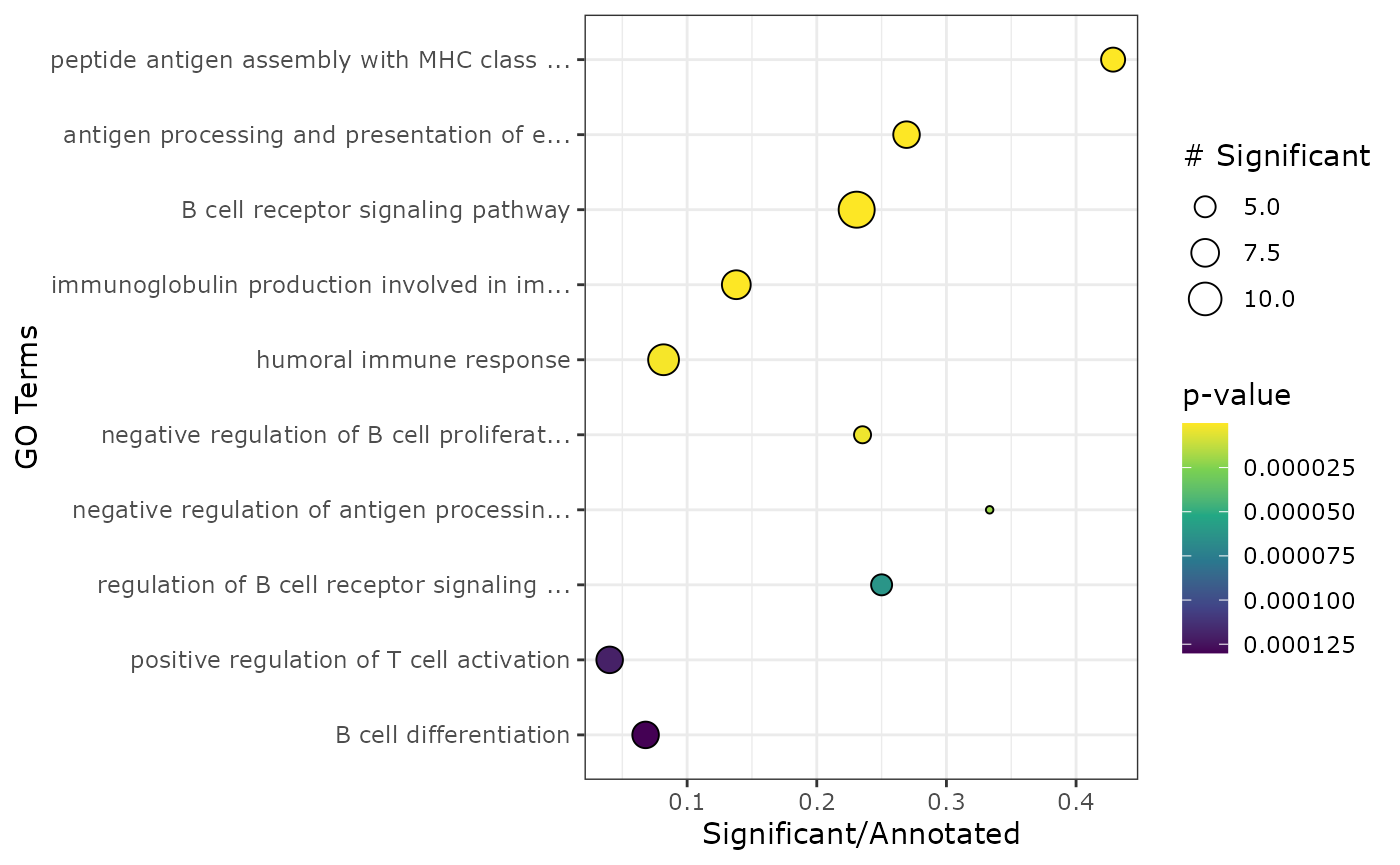 GO Terms
peptide antigen assembly with MHC class ...
antigen processing and presentation of e...
B cell receptor signaling pathway
immunoglobulin production involved in im...
humoral immune response
negative regulation of B cell proliferat...
negative regulation of antigen processin...
regulation of B cell receptor signaling ...
positive regulation of T cell activation
B cell differentiation
0.1 0.2 0.3 0.4
Significant/Annotated
# Significant
5.0
7.5
10.0
p-value
0.000025
0.000050
0.000075
0.000100
0.000125